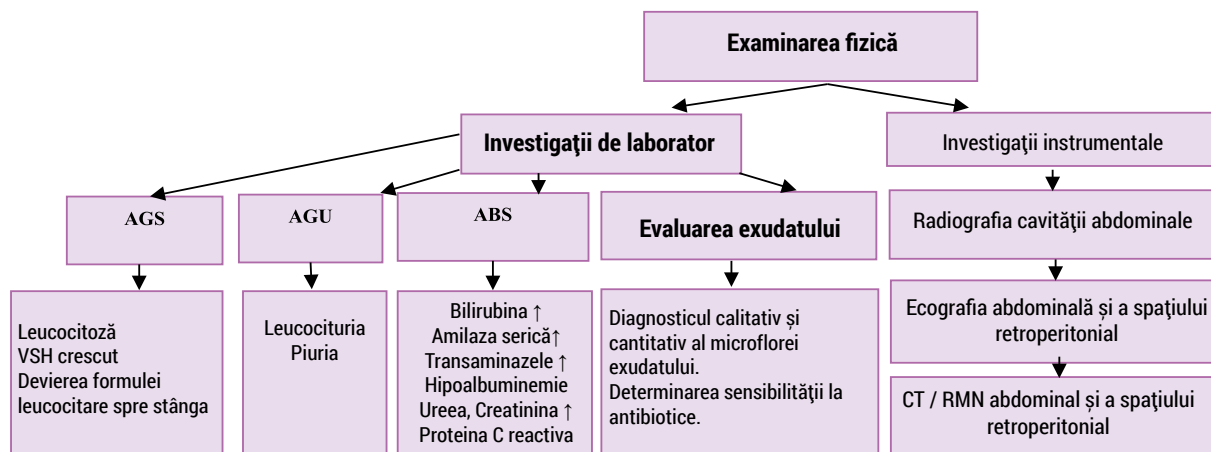 Examinarea fizică
Investigaţii de laborator
Investigaţii instrumentale
AGS
AGU
ABS
Evaluarea exudatului
Radiografia cavităţii abdominale
Leucocitoză
VSH crescut
Devierea formulei
leucocitare spre stânga
Leucocituria
Piuria
Bilirubina ↑
Amilaza serică↑
Transaminazele ↑
Hipoalbuminemie
Ureea, Creatinina ↑
Proteina C reactiva
Diagnosticul calitativ și
cantitativ al microflorei
exudatului.
Determinarea sensibilităţii la
antibiotice.
Ecografia abdominală și a spaţiului
retroperitonial
CT / RMN abdominal și a spaţiului
retroperitonial